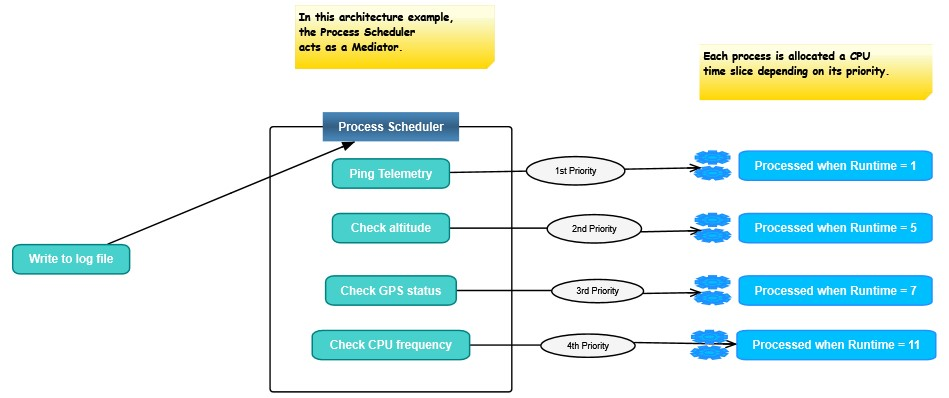 In this architecture example,
the Process Scheduler
acts as a Mediator.
Each process is allocated a CPU
time slice depending on its priority.
Process Scheduler
Ping Telemetry
1st Priority
Processed when Runtime = 1
Check altitude
2nd Priority
Processed when Runtime = 5
Write to log file
Check GPS status
3rd Priority
Processed when Runtime = 7
Check CPU frequency
4th Priority
Processed when Runtime = 11